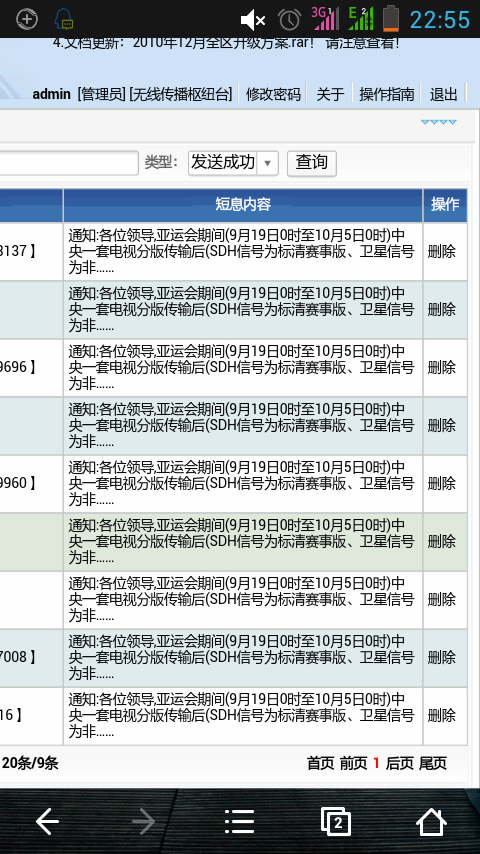 3G 1
E 2
22:55
4.文档更新：2010年12月全区升级方案.rar！ 请注意查看!
admin [管理员] [无线传播枢纽台] 修改密码 关于 操作指南 退出
类型: 发送成功 查询
短息内容 操作
3137 】 通知:各位领导,亚运会期间(9月19日0时至10月5日0时)中
央一套电视分版传输后(SDH信号为标清赛事版、卫星信号
为非...... 删除
通知:各位领导,亚运会期间(9月19日0时至10月5日0时)中
央一套电视分版传输后(SDH信号为标清赛事版、卫星信号
为非...... 删除
9696 】 通知:各位领导,亚运会期间(9月19日0时至10月5日0时)中
央一套电视分版传输后(SDH信号为标清赛事版、卫星信号
为非...... 删除
通知:各位领导,亚运会期间(9月19日0时至10月5日0时)中
央一套电视分版传输后(SDH信号为标清赛事版、卫星信号
为非...... 删除
9960 】 通知:各位领导,亚运会期间(9月19日0时至10月5日0时)中
央一套电视分版传输后(SDH信号为标清赛事版、卫星信号
为非...... 删除
通知:各位领导,亚运会期间(9月19日0时至10月5日0时)中
央一套电视分版传输后(SDH信号为标清赛事版、卫星信号
为非...... 删除
通知:各位领导,亚运会期间(9月19日0时至10月5日0时)中
央一套电视分版传输后(SDH信号为标清赛事版、卫星信号
为非...... 删除
7008 】 通知:各位领导,亚运会期间(9月19日0时至10月5日0时)中
央一套电视分版传输后(SDH信号为标清赛事版、卫星信号
为非...... 删除
16 】 通知:各位领导,亚运会期间(9月19日0时至10月5日0时)中
央一套电视分版传输后(SDH信号为标清赛事版、卫星信号
为非...... 删除
20条/9条 首页 前页 1 后页 尾页
2